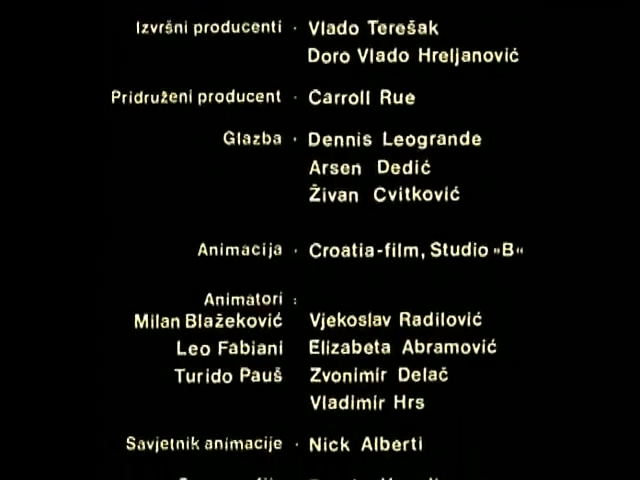 Izvršni producenti · Vlado Terešak
Doro Vlado Hreljanović
Pridruženi producent · Carroll Rue
Glazba · Dennis Leogrande
Arsen Dedić
Živan Cvitković
Animacija · Croatia-film, Studio »B«
Animatori :
Milan Blažeković Vjekoslav Radilović
Leo Fabiani Elizabeta Abramović
Turido Pauš Zvonimir Delač
Vladimir Hrs
Savjetnik animacije · Nick Alberti